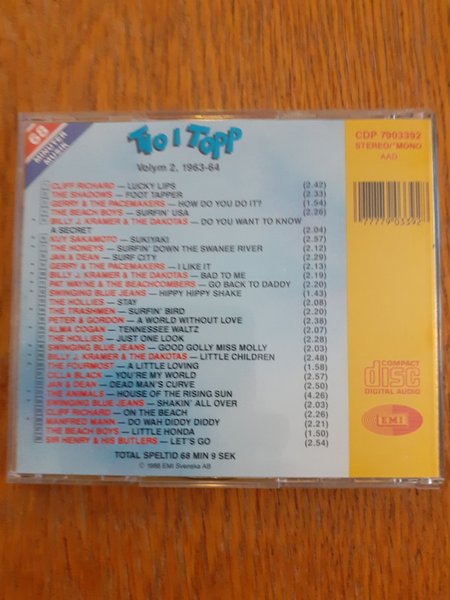 68 MINUTER MUSIK
TIO I TOPP
Volym 2, 1963-64
CDP 7903392
STEREO/*MONO
AAD
CLIFF RICHARD — LUCKY LIPS (2.42)
THE SHADOWS — FOOT TAPPER (2.33)
GERRY & THE PACEMAKERS — HOW DO YOU DO IT? (1.54)
THE BEACH BOYS — SURFIN' USA (2.26)
BILLY J. KRAMER & THE DAKOTAS — DO YOU WANT TO KNOW
A SECRET (2.04)
KUY SAKAMOTO — SUKIYAKI (2.57)
THE HONEYS — SURFIN' DOWN THE SWANEE RIVER (2.12)
JAN & DEAN — SURF CITY (2.29)
GERRY & THE PACEMAKERS — I LIKE IT (2.13)
BILLY J. KRAMER & THE DAKOTAS — BAD TO ME (2.19)
PAT WAYNE & THE BEACHCOMBERS — GO BACK TO DADDY (2.20)
SWINGING BLUE JEANS — HIPPY HIPPY SHAKE (1.43)
THE HOLLIES — STAY (2.08)
THE TRASHMEN — SURFIN' BIRD (2.20)
PETER & GORDON — A WORLD WITHOUT LOVE (2.38)
ALMA COGAN — TENNESSEE WALTZ (2.07)
THE HOLLIES — JUST ONE LOOK (2.28)
SWINGING BLUE JEANS — GOOD GOLLY MISS MOLLY (2.03)
BILLY J. KRAMER & THE DAKOTAS — LITTLE CHILDREN (2.48)
THE FOURMOST — A LITTLE LOVING (1.58)
CILLA BLACK — YOU'RE MY WORLD (2.57)
JAN & DEAN — DEAD MAN'S CURVE (2.50)
THE ANIMALS — HOUSE OF THE RISING SUN (4.26)
SWINGING BLUE JEANS — SHAKIN' ALL OVER (2.03)
CLIFF RICHARD — ON THE BEACH (2.26)
MANFRED MANN — DO WAH DIDDY DIDDY (2.21)
THE BEACH BOYS — LITTLE HONDA (1.50)
SIR HENRY & HIS BUTLERS — LET'S GO (2.54)
TOTAL SPELTID 68 MIN 9 SEK
© 1988 EMI Svenska AB
77779 03392
COMPACT
disc
DIGITAL AUDIO
EMI